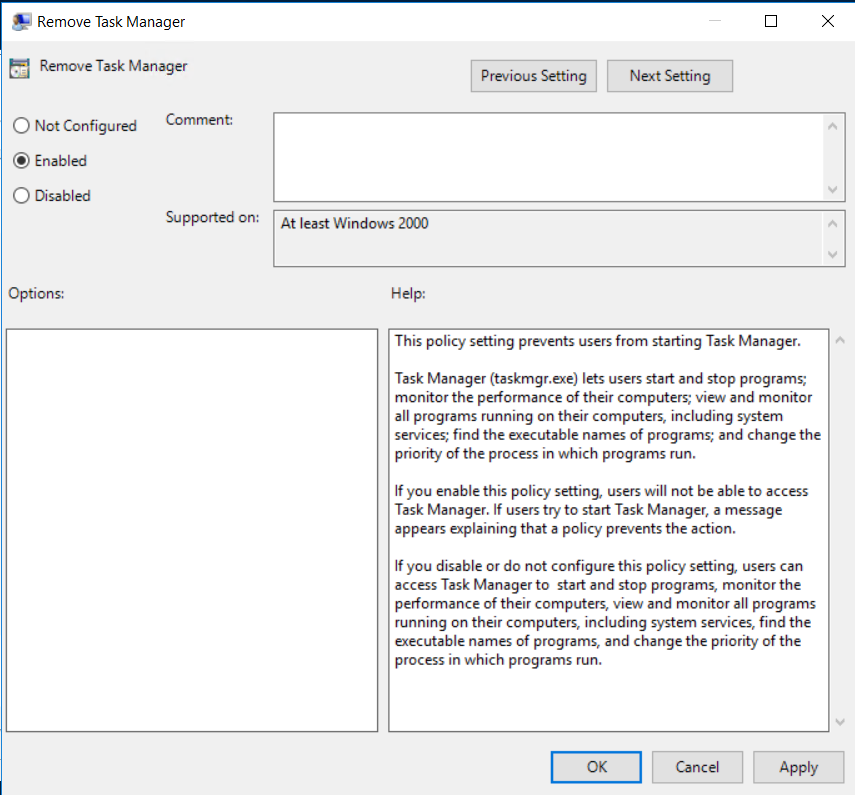 Remove Task Manager
Remove Task Manager
Previous Setting
Next Setting
Not Configured
Enabled
Disabled
Comment:
Supported on:
At least Windows 2000
Options:
Help:
This policy setting prevents users from starting Task Manager.
Task Manager (taskmgr.exe) lets users start and stop programs;
monitor the performance of their computers; view and monitor
all programs running on their computers, including system
services; find the executable names of programs; and change the
priority of the process in which programs run.
If you enable this policy setting, users will not be able to access
Task Manager. If users try to start Task Manager, a message
appears explaining that a policy prevents the action.
If you disable or do not configure this policy setting, users can
access Task Manager to  start and stop programs, monitor the
performance of their computers, view and monitor all programs
running on their computers, including system services, find the
executable names of programs, and change the priority of the
process in which programs run.
OK
Cancel
Apply